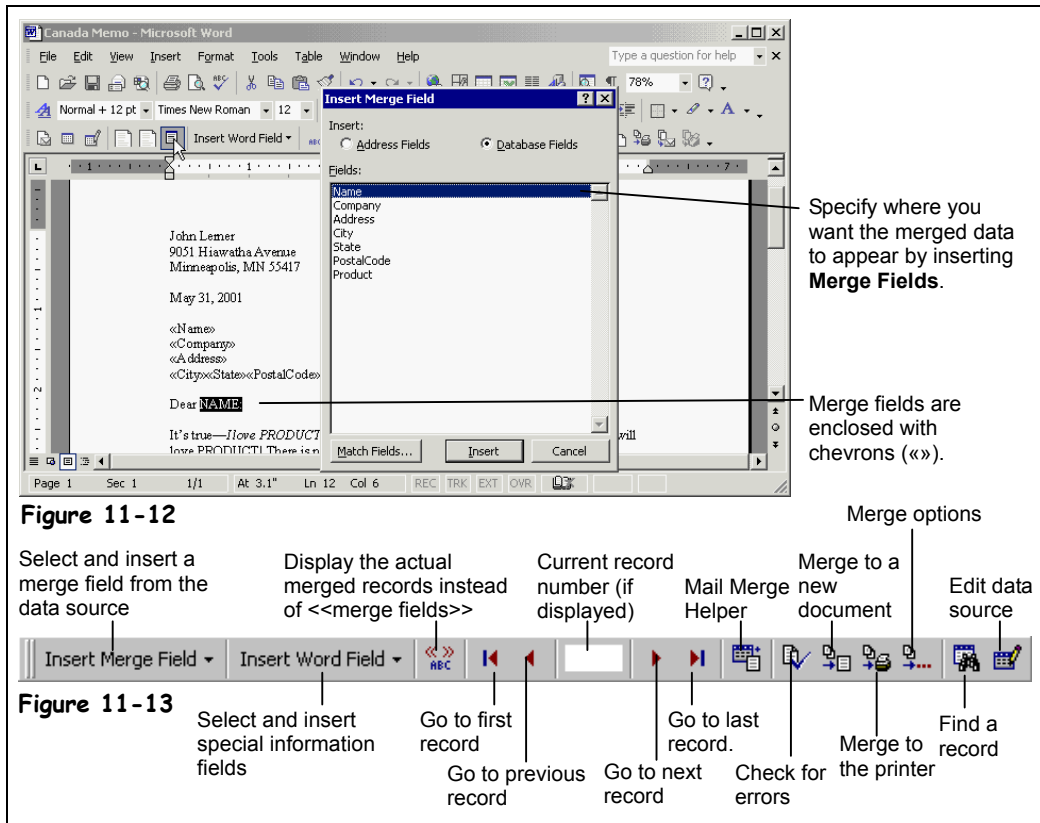 Canada Memo - Microsoft Word
File Edit View Insert Format Tools Table Window Help Type a question for help
78%
Normal + 12 pt Times New Roman 12
Insert Word Field
Insert Merge Field
Insert:
Address Fields Database Fields
Fields:
Name
Company
Address
City
State
PostalCode
Product
Match Fields... Insert Cancel
John Lerner
9051 Hiawatha Avenue
Minneapolis, MN 55417
May 31, 2001
«Name»
«Company»
«Address»
«City»«State»«PostalCode»
Dear NAME:
It's true—I love PRODUCT will
love PRODUCT! There is n
Page 1 Sec 1 1/1 At 3.1" Ln 12 Col 6 REC TRK EXT OVR
Specify where you
want the merged data
to appear by inserting
Merge Fields.
Merge fields are
enclosed with
chevrons («»).
Figure 11-12
Select and insert a
merge field from the
data source
Display the actual
merged records instead
of <<merge fields>>
Current record
number (if
displayed)
Mail Merge
Helper
Merge to a
new
document
Merge options
Edit data
source
Insert Merge Field Insert Word Field « » ABC
Figure 11-13
Select and insert
special information
fields
Go to first
record
Go to previous
record
Go to next
record
Go to last
record.
Check for
errors
Merge to
the printer
Find a
record